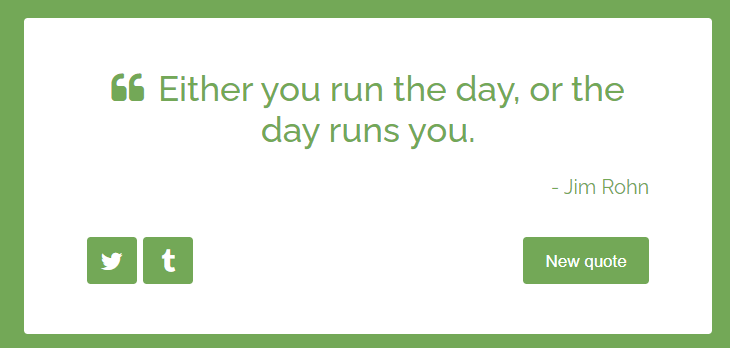 “ Either you run the day, or the
day runs you.
- Jim Rohn
New quote